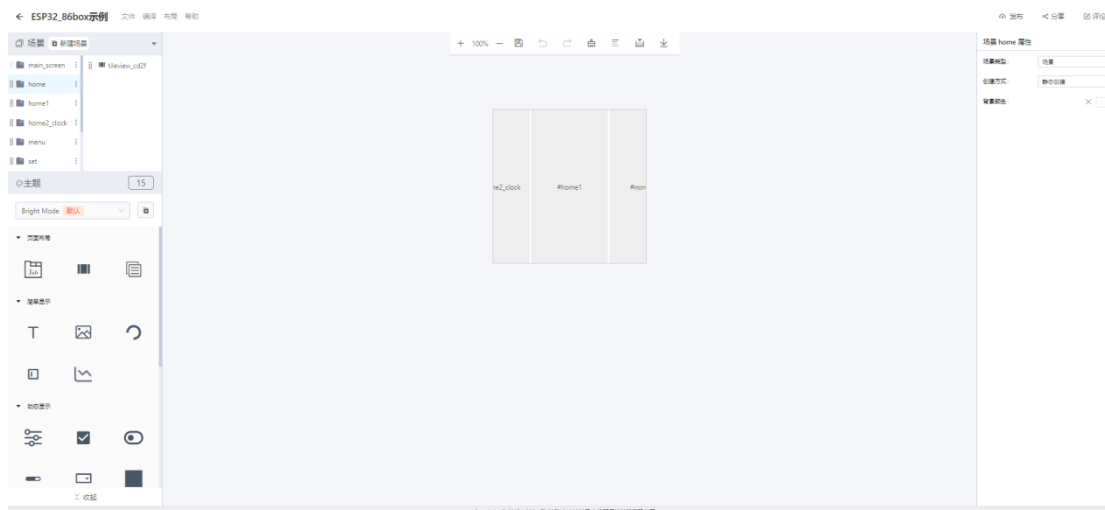 ESP32_86box示例 文件 编译 布局 帮助 发布 分享 评论
场景 新建场景 + 100% − 场景 home 属性
main_screen tileview_cd2f 场景类型: 场景
home 创建方式: 静态创建
home1 背景颜色:
home2_clock
menu
set
me2_clock #home1 #non
主题 15
Bright Mode 默认
页面布局
Tab
简单显示
T
动态显示
收起